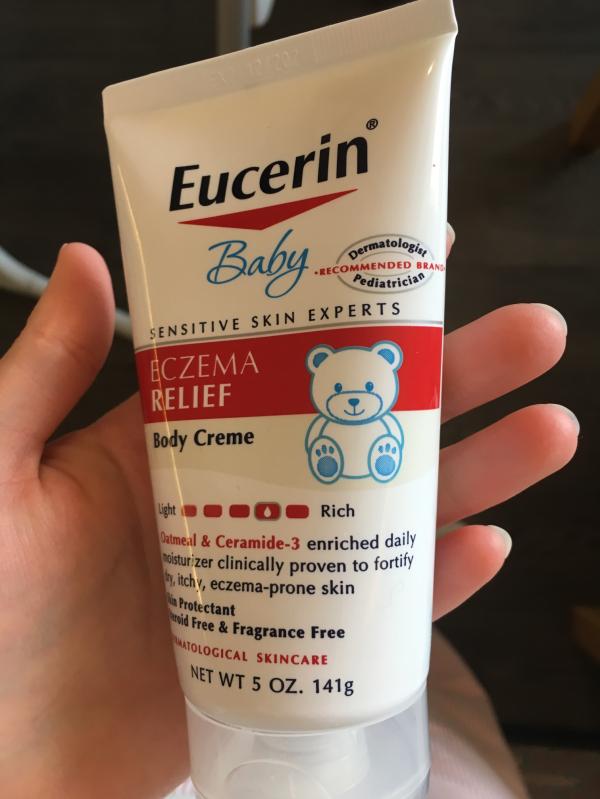 Eucerin®
Baby
Dermatologist
•RECOMMENDED BRAND•
Pediatrician
SENSITIVE SKIN EXPERTS
ECZEMA
RELIEF
Body Creme
Light Rich
Oatmeal & Ceramide-3 enriched daily
moisturizer clinically proven to fortify
dry, itchy, eczema-prone skin
Skin Protectant
Steroid Free & Fragrance Free
DERMATOLOGICAL SKINCARE
NET WT 5 OZ. 141g